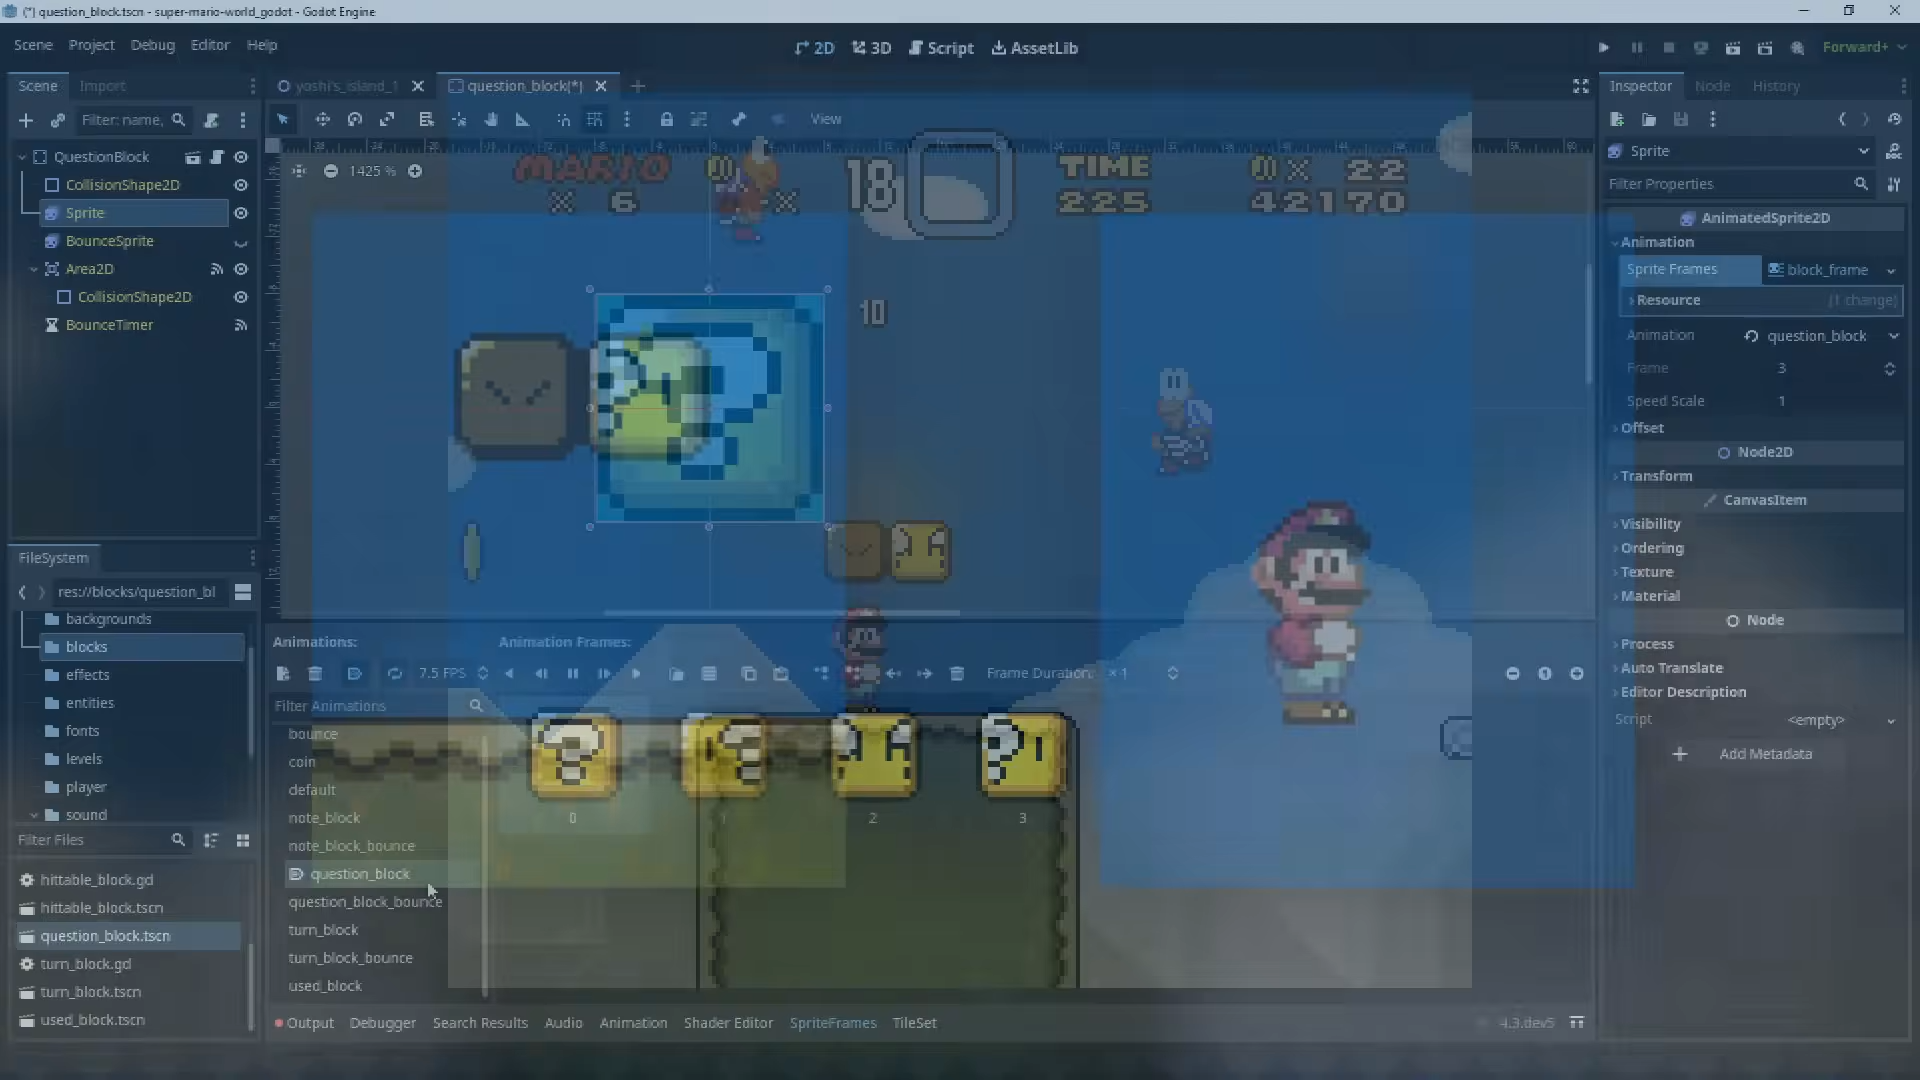 (*) question_block.tscn - super-mario-world_godot - Godot Engine
Scene Project Debug Editor Help
2D 3D Script AssetLib
Forward+
Scene Import
yoshi's_island_1
question_block(*)
Inspector Node History
Filter: name,
View
QuestionBlock
CollisionShape2D
Sprite
BounceSprite
Area2D
CollisionShape2D
BounceTimer
1425 %
MARIO
x 6
x
18
TIME
225
x 22
42170
10
Sprite
Filter Properties
AnimatedSprite2D
Animation
Sprite Frames block_frame
Resource (1 change)
Animation question_block
Frame 3
Speed Scale 1
Offset
Node2D
Transform
CanvasItem
Visibility
Ordering
Texture
Material
Node
Process
Auto Translate
Editor Description
Script <empty>
Add Metadata
FileSystem
res://blocks/question_bl
backgrounds
blocks
effects
entities
fonts
levels
player
sound
Filter Files
hittable_block.gd
hittable_block.tscn
question_block.tscn
turn_block.gd
turn_block.tscn
used_block.tscn
Animations:
Animation Frames:
7.5 FPS
Frame Duration: × 1
Filter Animations
bounce
coin
default
note_block
note_block_bounce
question_block
question_block_bounce
turn_block
turn_block_bounce
used_block
0 1 2 3
Output Debugger Search Results Audio Animation Shader Editor SpriteFrames TileSet
4.3.dev5